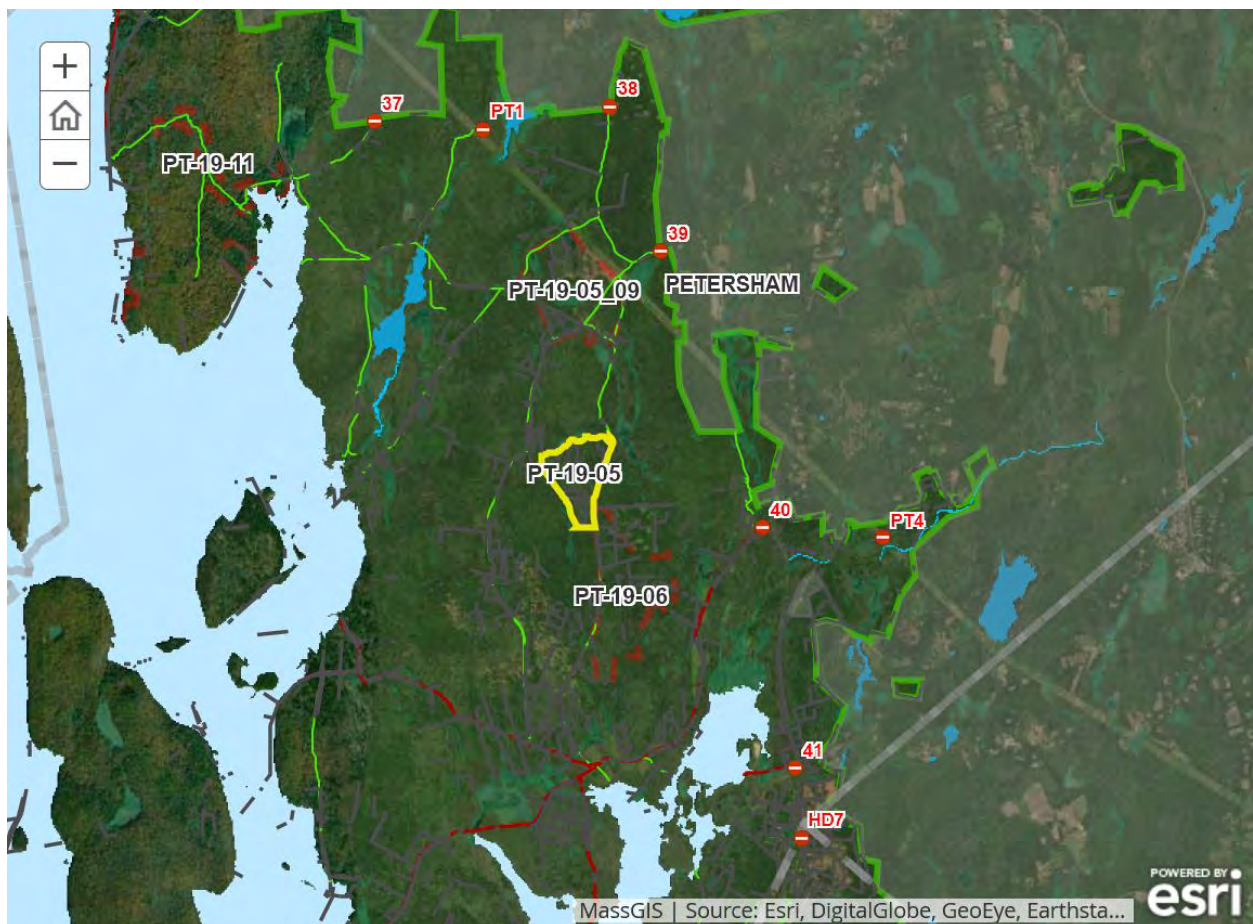 +
−
38
37
PT1
PT-19-11
39
PETERSHAM
PT-19-05_09
PT-19-05
40
PT4
PT-19-06
41
HD7
POWERED BY
esri
MassGIS | Source: Esri, DigitalGlobe, GeoEye, Earthsta...